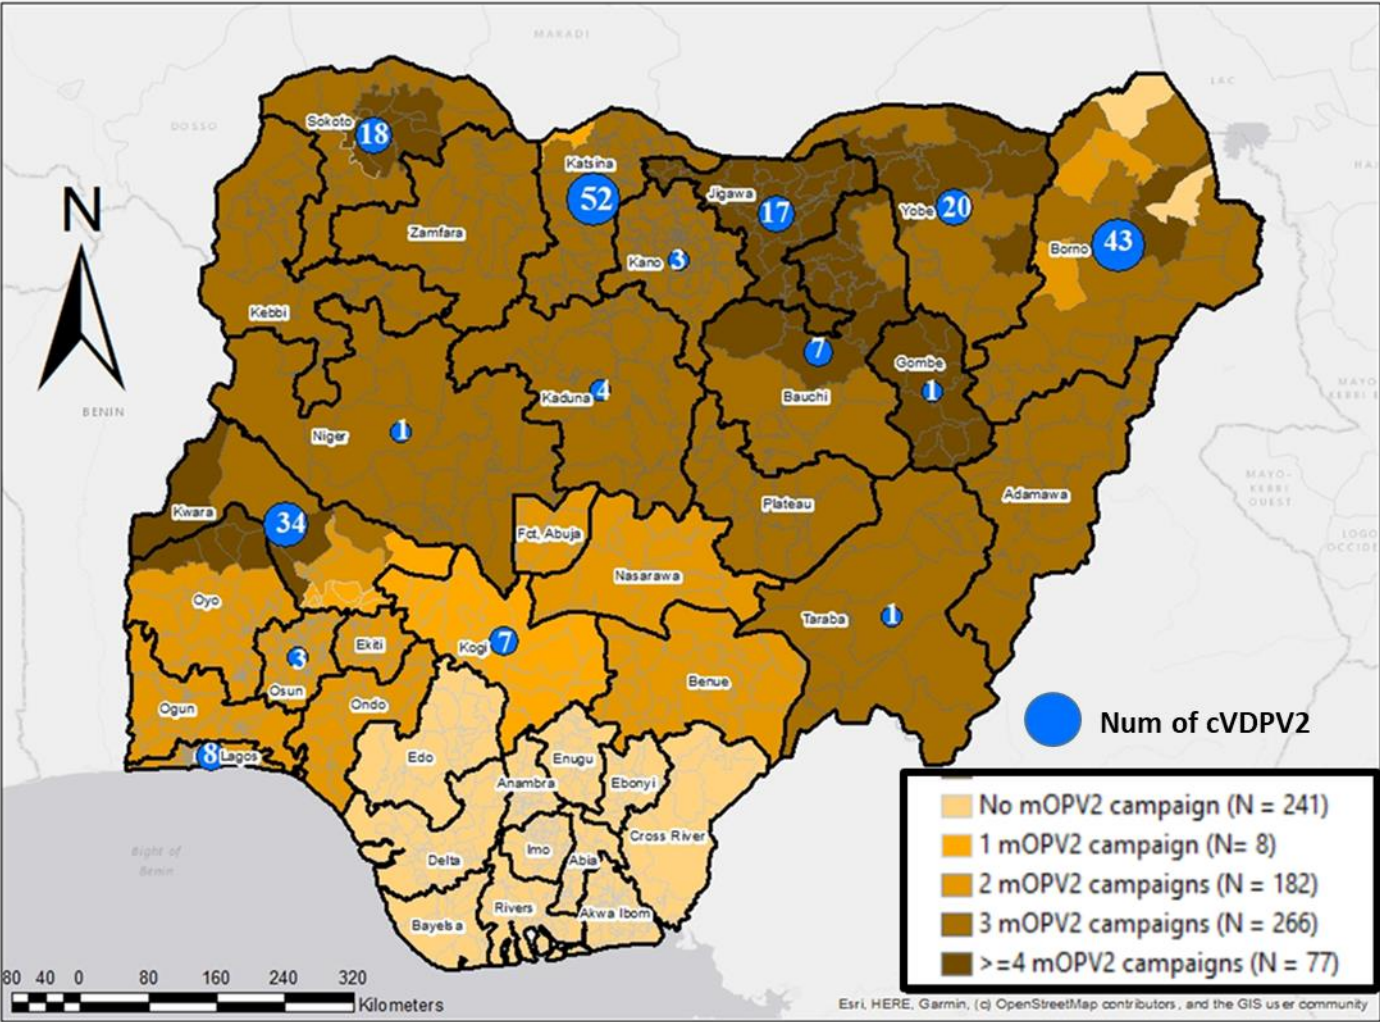 MARADI
LAC
DOSSO
Sokoto
18
Katsina
52
Jigawa
17
Yobe
20
N
Zamfara
Kano
3
Borno
43
Kebbi
7
Gombe
1
BENIN
Kaduna
4
Bauchi
Niger
1
MAYO-
KEBBI
OUEST
Plateau
Adamawa
Kwara
34
Fct, Abuja
LOGO
OCCIDE
Nasarawa
Oyo
Taraba
1
Ekiti
Kogi
7
3
Osun
Benue
Ogun
Ondo
Num of cVDPV2
8
Lagos
Edo
Enugu
Anambra
Ebonyi
No mOPV2 campaign (N = 241)
Cross River
1 mOPV2 campaign (N= 8)
Bight of
Benin
Imo
Abia
Delta
2 mOPV2 campaigns (N = 182)
Rivers
Akwa Ibom
Bayelsa
3 mOPV2 campaigns (N = 266)
>=4 mOPV2 campaigns (N = 77)
80 40 0 80 160 240 320
Kilometers
Esri, HERE, Garmin, (c) OpenStreetMap contributors, and the GIS user community